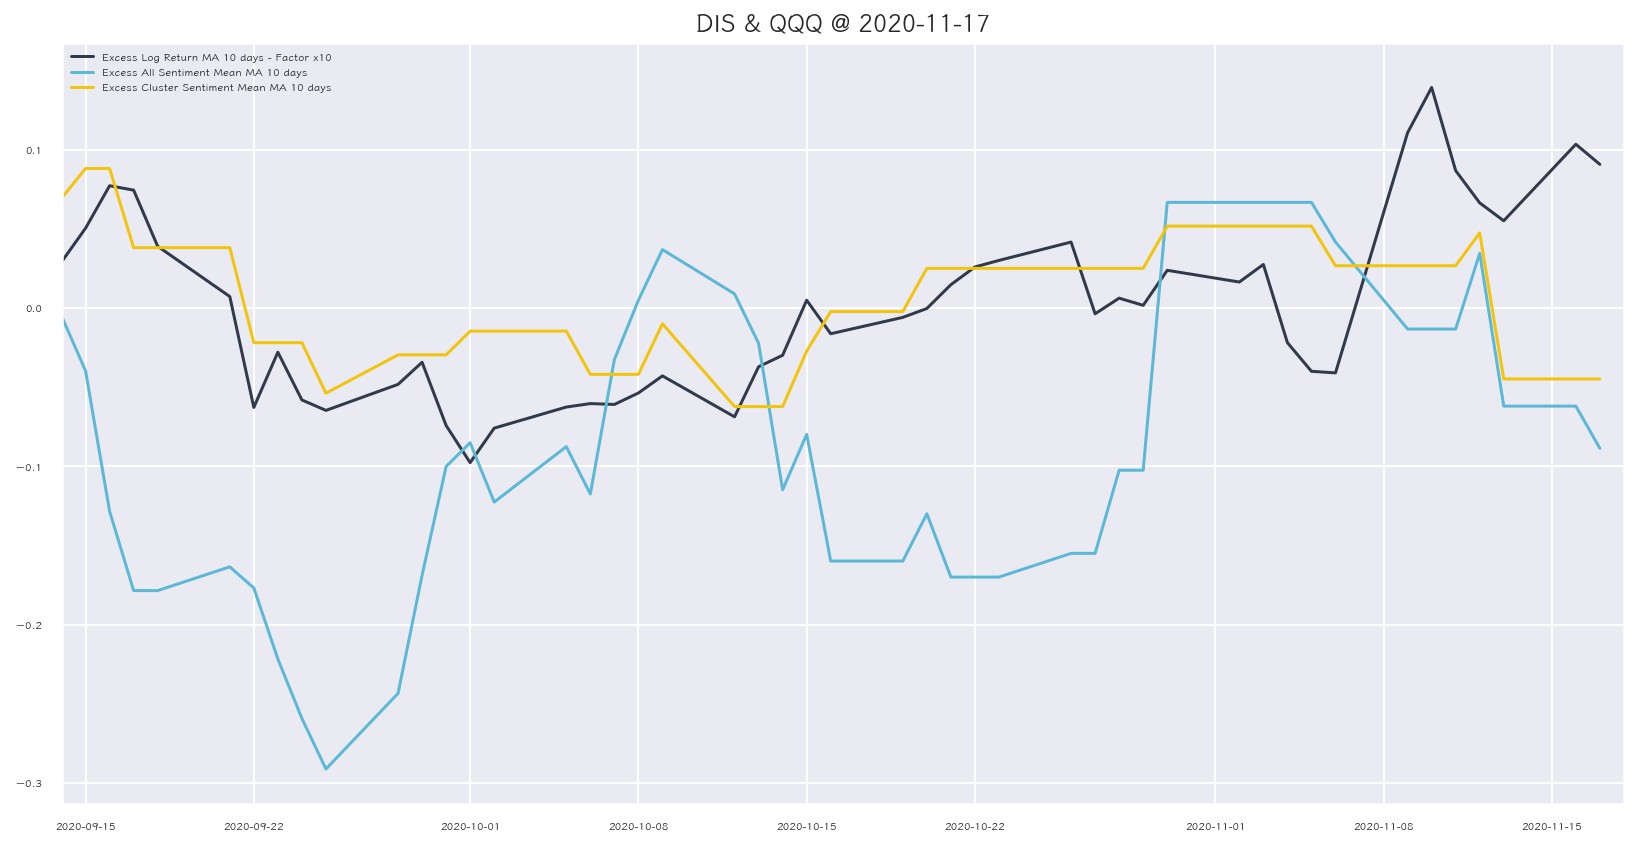 DIS & QQQ @ 2020-11-17
Excess Log Return MA 10 days - Factor x10
Excess All Sentiment Mean MA 10 days
Excess Cluster Sentiment Mean MA 10 days
0.1
0.0
−0.1
−0.2
−0.3
2020-09-15 2020-09-22 2020-10-01 2020-10-08 2020-10-15 2020-10-22 2020-11-01 2020-11-08 2020-11-15